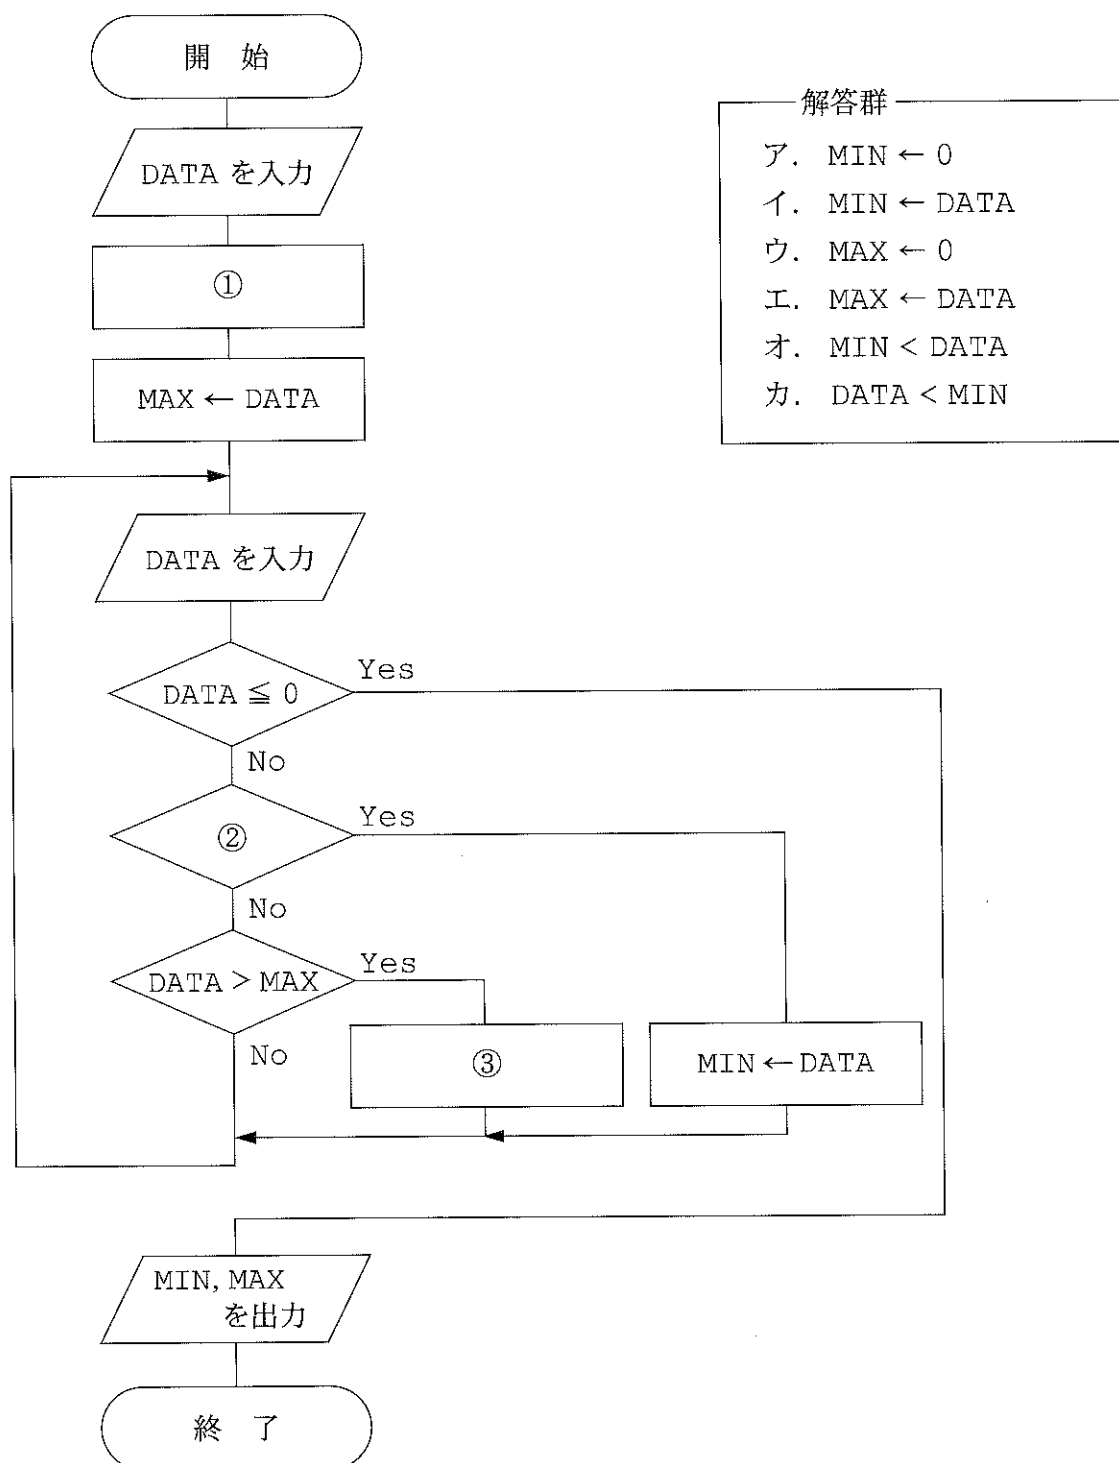 開 始
DATA を入力
①
MAX ← DATA
DATA を入力
DATA ≦ 0
Yes
No
②
Yes
No
DATA > MAX
Yes
No
③
MIN ← DATA
MIN, MAX
を出力
終 了
解答群
ア. MIN ← 0
イ. MIN ← DATA
ウ. MAX ← 0
エ. MAX ← DATA
オ. MIN < DATA
カ. DATA < MIN